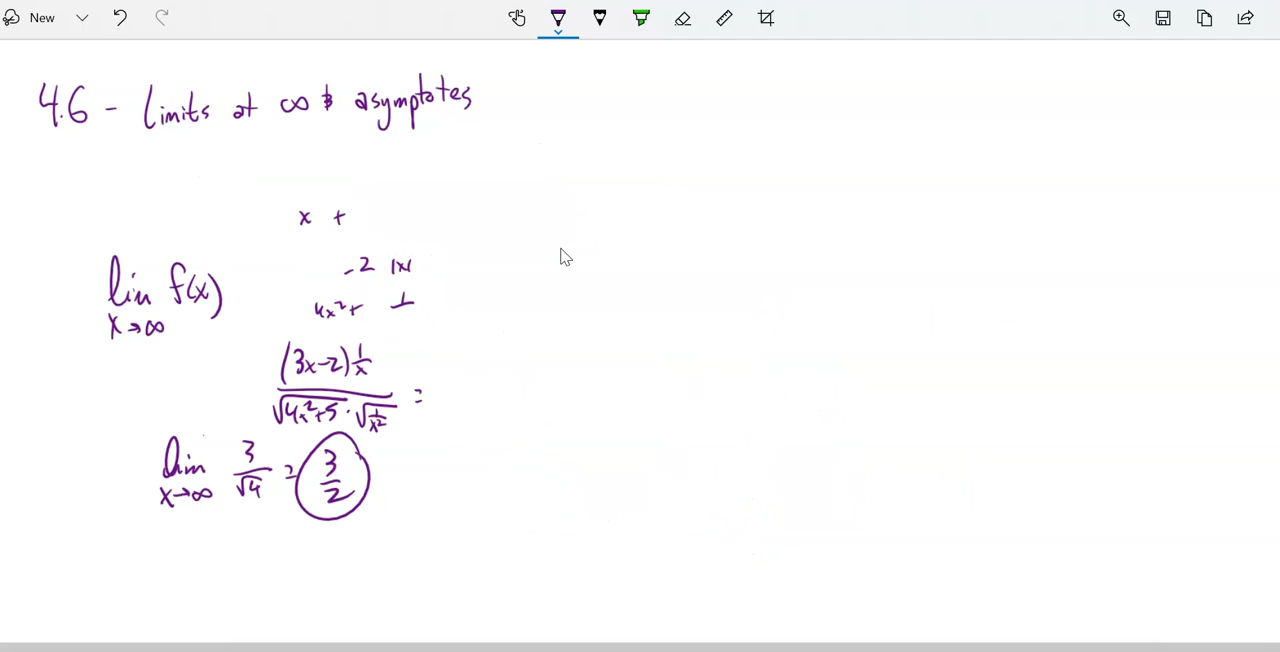 New
4.6 - Limits at ∞ & asymptotes
x +
-2 |x|
lim f(x)
x→∞
4x²+ 1
(3x-2) 1/x
√4x²+5 · √1/x² =
lim 3/√4 = 3/2
x→∞